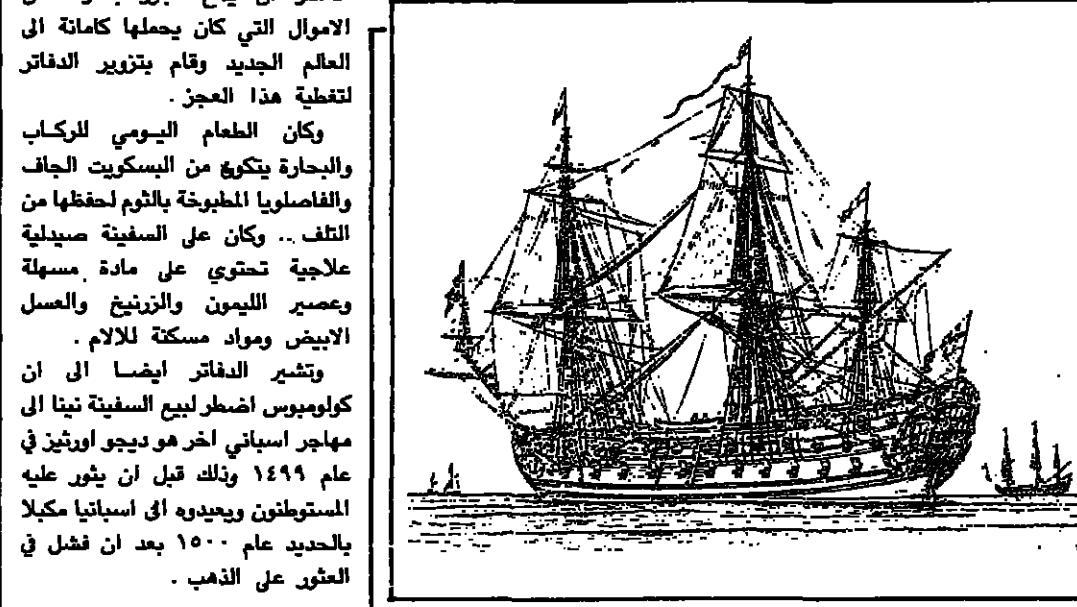 الاموال التي كان يحملها كامانة الى
العالم الجديد وقام بتزوير الدفاتر
لتغطية هذا العجز .
وكان الطعام اليومي للركاب
والبحارة يتكون من البسكويت الجاف
والفاصلويا المطبوخة بالثوم لحفظها من
التلف .. وكان على السفينة صيدلية
علاجية تحتوي على مادة مسهلة
وعصير الليمون والزرنيخ والعسل
الابيض ومواد مسكنة للالام .
وتشير الدفاتر ايضا الى ان
كولومبوس اضطر لبيع السفينة نينا الى
مهاجر اسباني اخر هو ديجو اورتيز في
عام ١٤٩٩ وذلك قبل ان يثور عليه
المستوطنون ويعيدوه الى اسبانيا مكبلا
بالحديد عام ١٥٠٠ بعد ان فشل في
العثور على الذهب .